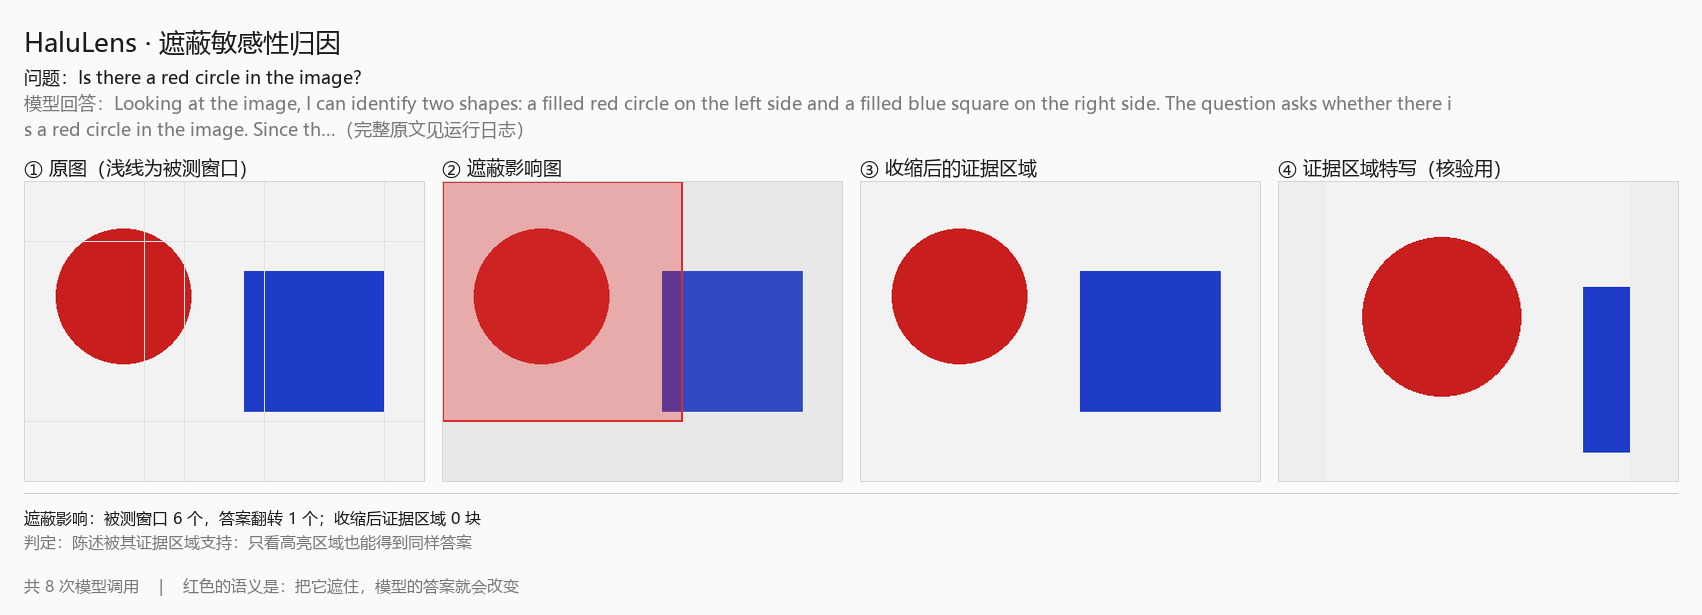 HaluLens · 遮蔽敏感性归因
问题：Is there a red circle in the image?
模型回答：Looking at the image, I can identify two shapes: a filled red circle on the left side and a filled blue square on the right side. The question asks whether there i
s a red circle in the image. Since th…（完整原文见运行日志）
① 原图（浅线为被测窗口）
② 遮蔽影响图
③ 收缩后的证据区域
④ 证据区域特写（核验用）
遮蔽影响：被测窗口 6 个，答案翻转 1 个；收缩后证据区域 0 块
判定：陈述被其证据区域支持：只看高亮区域也能得到同样答案
共 8 次模型调用 | 红色的语义是：把它遮住，模型的答案就会改变